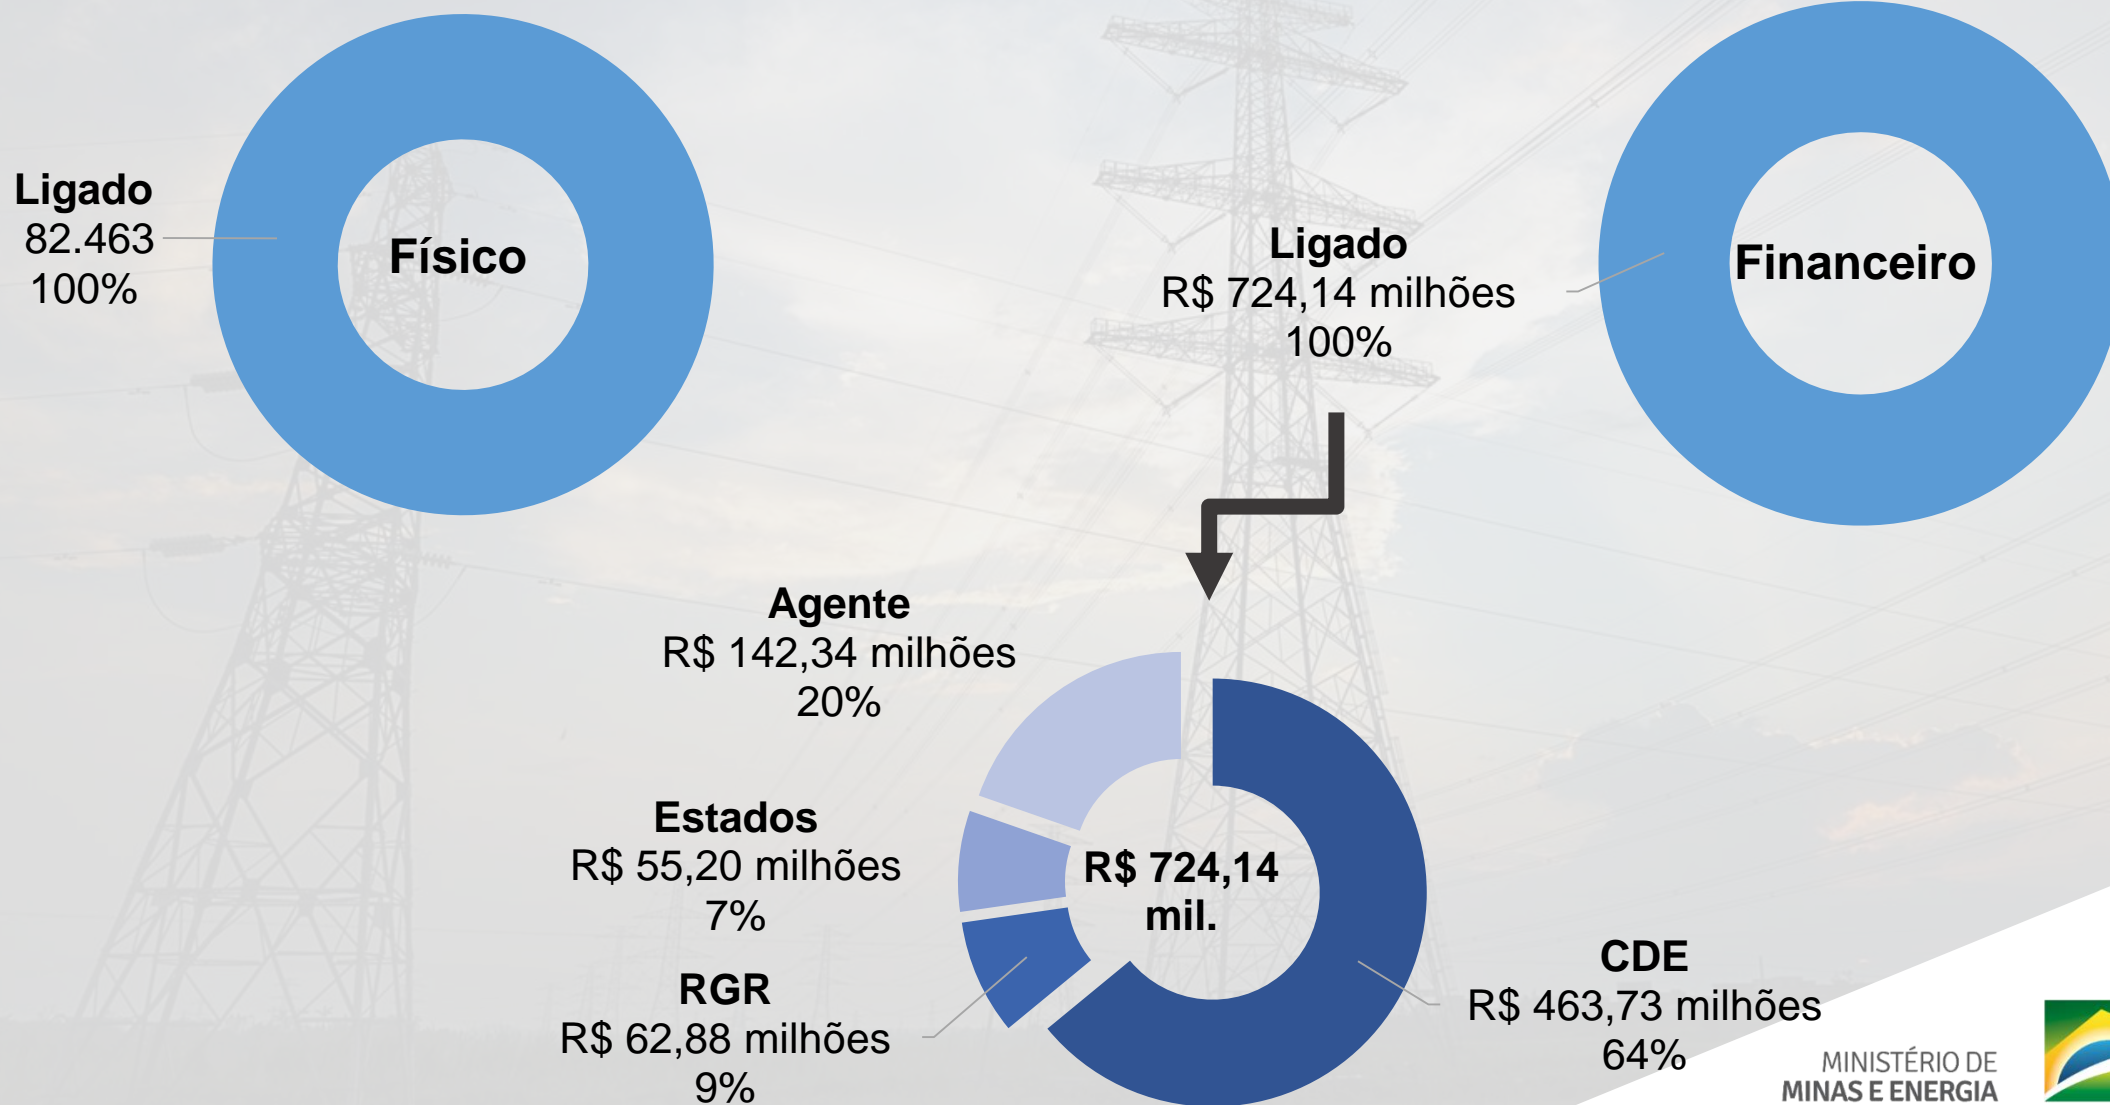 Ligado
82.463
100%
Físico
Ligado
R$ 724,14 milhões
100%
Financeiro
Agente
R$ 142,34 milhões
20%
Estados
R$ 55,20 milhões
7%
RGR
R$ 62,88 milhões
9%
R$ 724,14
mil.
CDE
R$ 463,73 milhões
64%
MINISTÉRIO DE
MINAS E ENERGIA